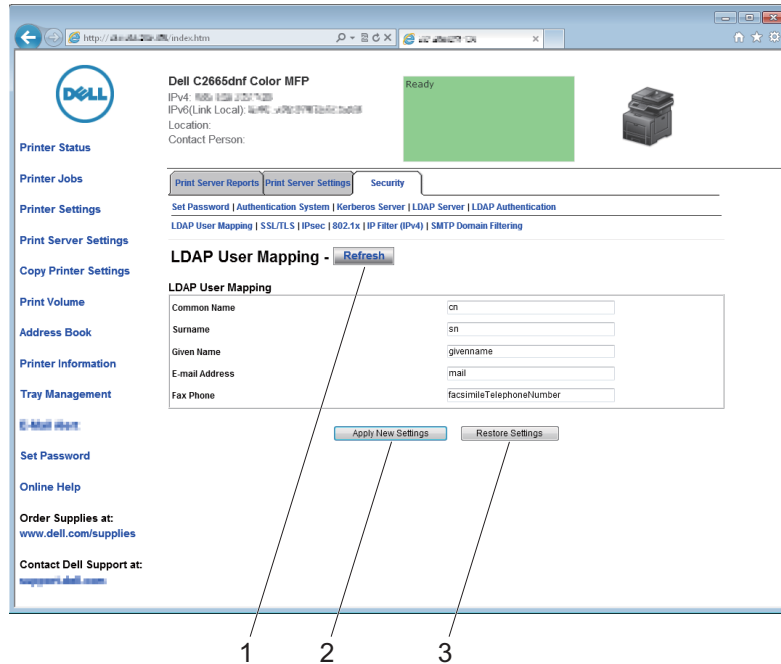 http://
/index.htm
DELL
Dell C2665dnf Color MFP
IPv4:
IPv6(Link Local):
Location:
Contact Person:
Ready
Printer Status
Printer Jobs
Printer Settings
Print Server Settings
Copy Printer Settings
Print Volume
Address Book
Printer Information
Tray Management
E-Mail Alert
Set Password
Online Help
Order Supplies at:
www.dell.com/supplies
Contact Dell Support at:
support.dell.com
Print Server Reports Print Server Settings Security
Set Password | Authentication System | Kerberos Server | LDAP Server | LDAP Authentication
LDAP User Mapping | SSL/TLS | IPsec | 802.1x | IP Filter (IPv4) | SMTP Domain Filtering
LDAP User Mapping - Refresh
LDAP User Mapping
Common Name cn
Surname sn
Given Name givenname
E-mail Address mail
Fax Phone facsimileTelephoneNumber
Apply New Settings Restore Settings
1 2 3